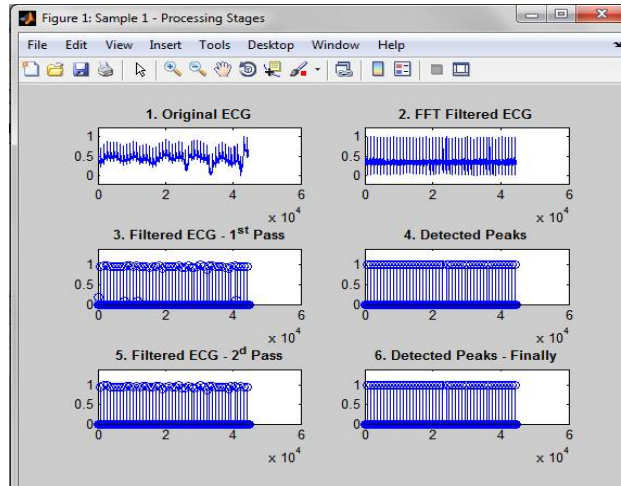 Figure 1: Sample 1 - Processing Stages
File Edit View Insert Tools Desktop Window Help
1. Original ECG
1
0.5
0
0 2 4 6
x 10^4
2. FFT Filtered ECG
1
0.5
0
0 2 4 6
x 10^4
3. Filtered ECG - 1^st Pass
1
0.5
0
0 2 4 6
x 10^4
4. Detected Peaks
1
0.5
0
0 2 4 6
x 10^4
5. Filtered ECG - 2^d Pass
1
0.5
0
0 2 4 6
x 10^4
6. Detected Peaks - Finally
1
0.5
0
0 2 4 6
x 10^4